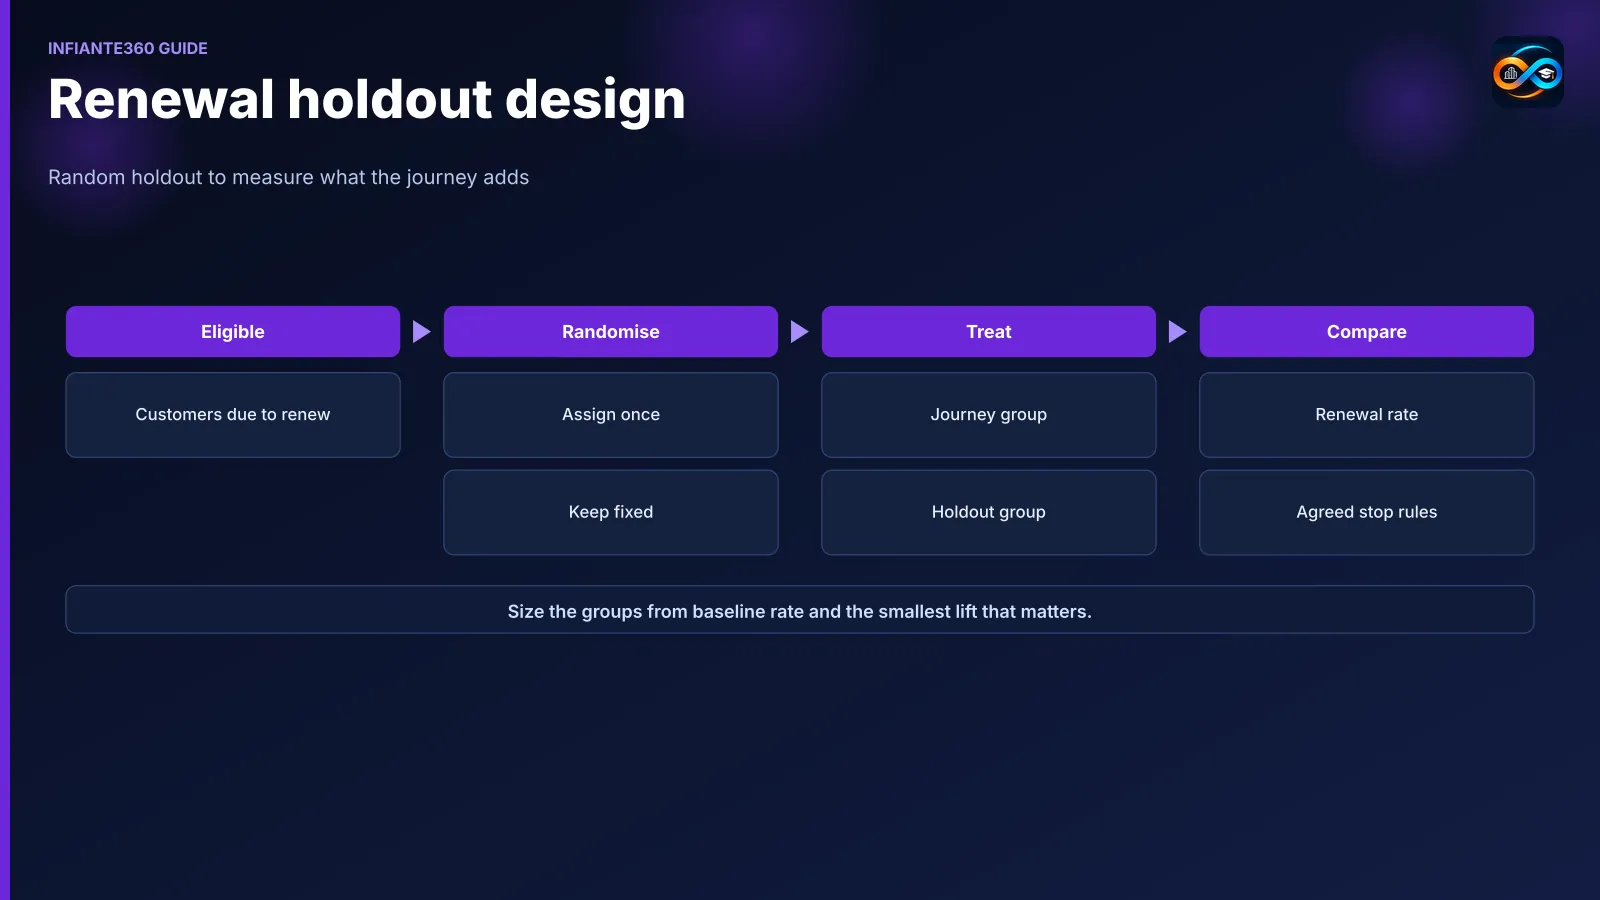 INFIANTE360 GUIDE
Renewal holdout design
Random holdout to measure what the journey adds
Eligible
Customers due to renew
Randomise
Assign once
Keep fixed
Treat
Journey group
Holdout group
Compare
Renewal rate
Agreed stop rules
Size the groups from baseline rate and the smallest lift that matters.